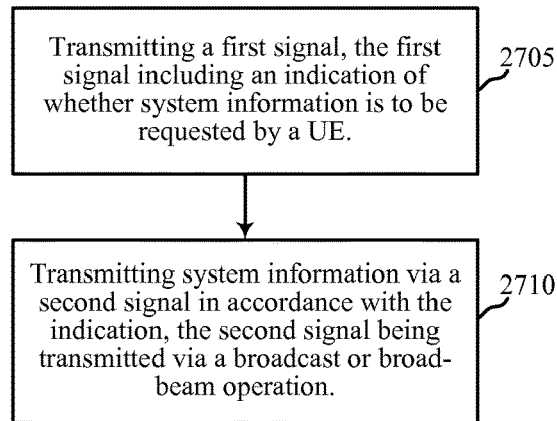 Transmitting a first signal, the first
signal including an indication of
whether system information is to be
requested by a UE.
2705
Transmitting system information via a
second signal in accordance with the
indication, the second signal being
transmitted via a broadcast or broad-
beam operation.
2710